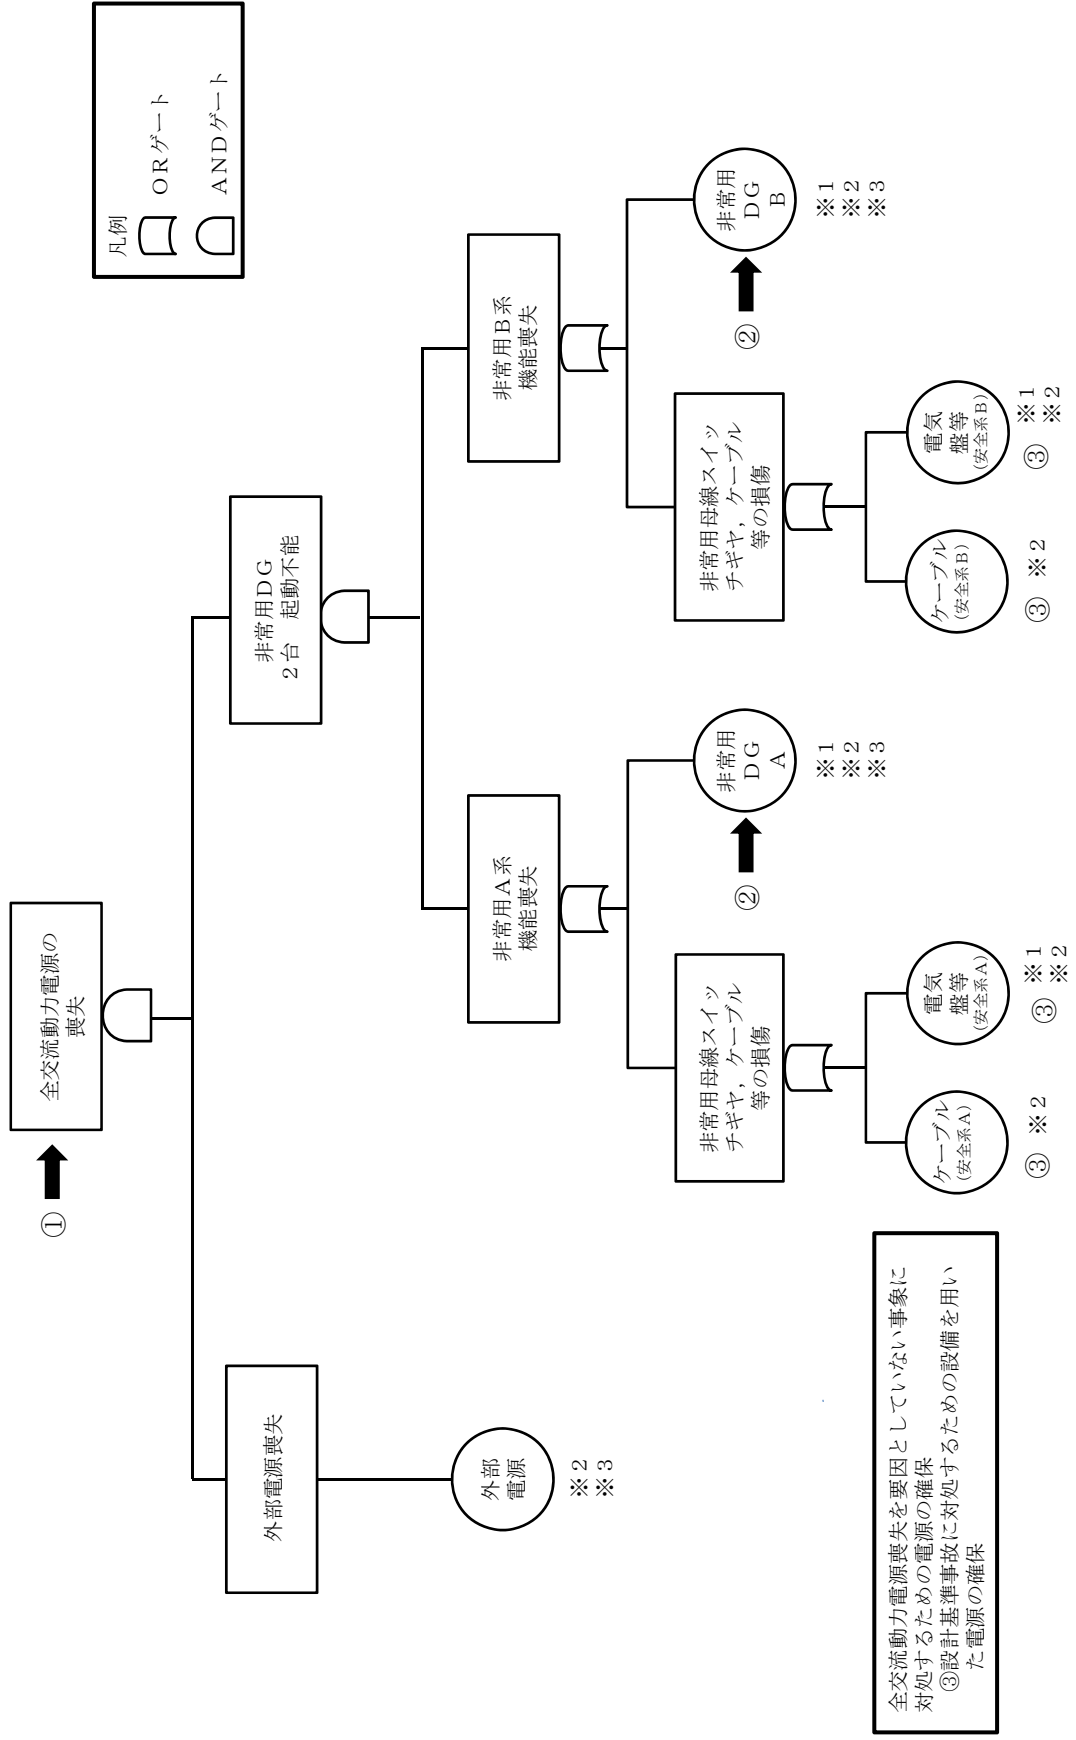 凡例
ORゲート
ANDゲート
①
全交流動力電源の
喪失
外部電源喪失
外部
電源
※2
※3
非常用DG
2台 起動不能
非常用A系
機能喪失
非常用B系
機能喪失
非常用母線スイッ
チギヤ，ケーブル
等の損傷
②
非常用
DG
A
※1
※2
※3
ケーブル
(安全系A)
③ ※2
電気
盤等
(安全系A)
※1
③ ※2
非常用母線スイッ
チギヤ，ケーブル
等の損傷
②
非常用
DG
B
※1
※2
※3
ケーブル
(安全系B)
③ ※2
電気
盤等
(安全系B)
③ ※1
※2
全交流動力電源喪失を要因としていない事象に
対処するための電源の確保
③設計基準事故に対処するための設備を用い
た電源の確保